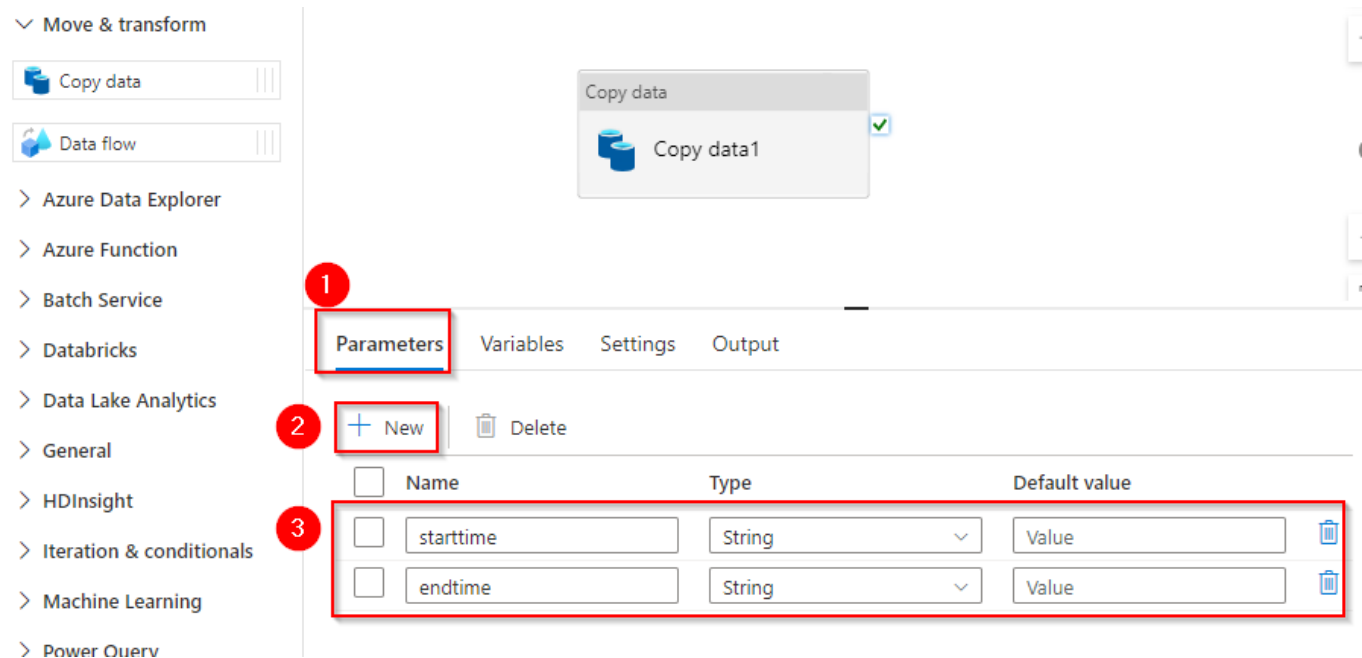 Move & transform
Copy data
Data flow
Azure Data Explorer
Azure Function
Batch Service
Databricks
Data Lake Analytics
General
HDInsight
Iteration & conditionals
Machine Learning
Power Query
Copy data
Copy data1
1
Parameters Variables Settings Output
2 + New Delete
Name Type Default value
3
starttime String Value
endtime String Value